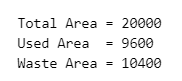 Total Area = 20000
Used Area = 9600
Waste Area = 10400